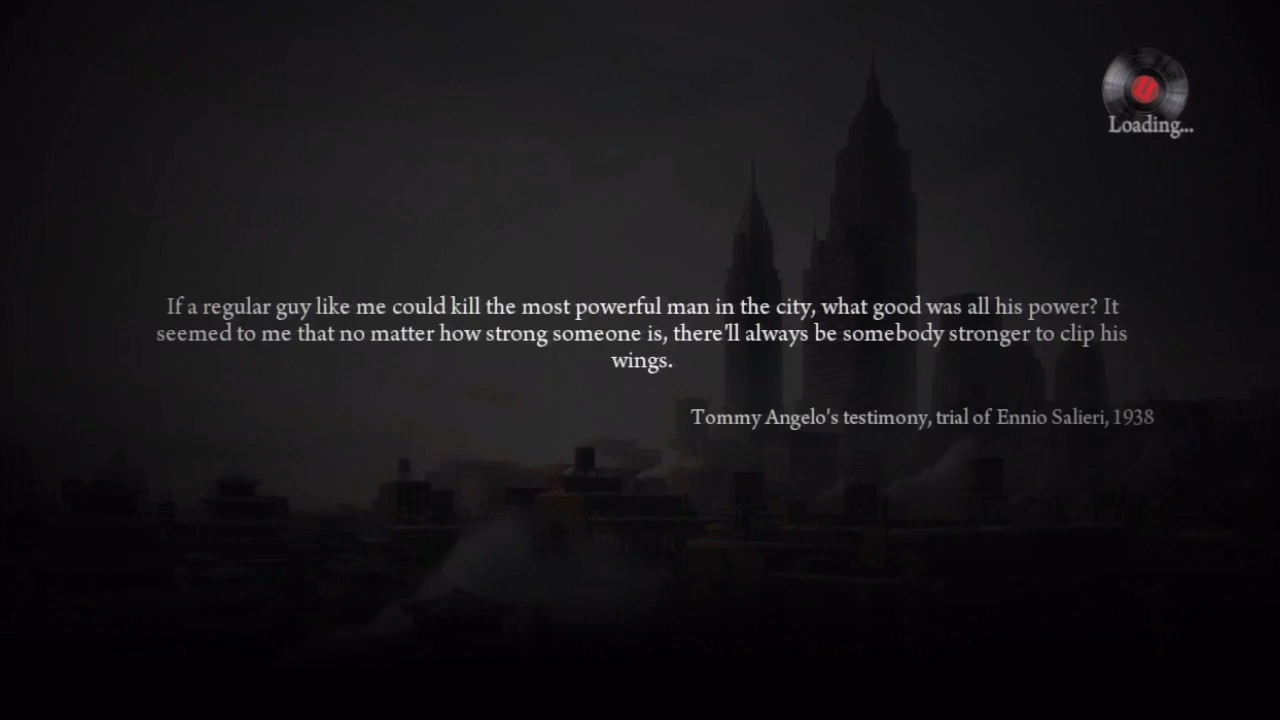 Loading...
If a regular guy like me could kill the most powerful man in the city, what good was all his power? It
seemed to me that no matter how strong someone is, there'll always be somebody stronger to clip his
wings.
Tommy Angelo's testimony, trial of Ennio Salieri, 1938